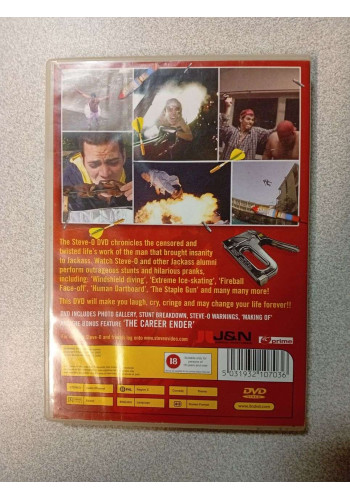 The Steve-O DVD chronicles the censored and
twisted life's work of the man that brought insanity
to Jackass. Watch Steve-O and other Jackass alumni
perform outrageous stunts and hilarious pranks,
including: 'Windshield diving', 'Extreme Ice-skating', 'Fireball
Face-off', 'Human Dartboard', 'The Staple Gun' and many many more!
This DVD will make you laugh, cry, cringe and may change your life forever!!
DVD INCLUDES PHOTO GALLERY, STUNT BREAKDOWN, STEVE-O WARNINGS, 'MAKING OF'
BONUS FEATURE 'THE CAREER ENDER'
J&N
prime
18
5 031932 107036
DVD